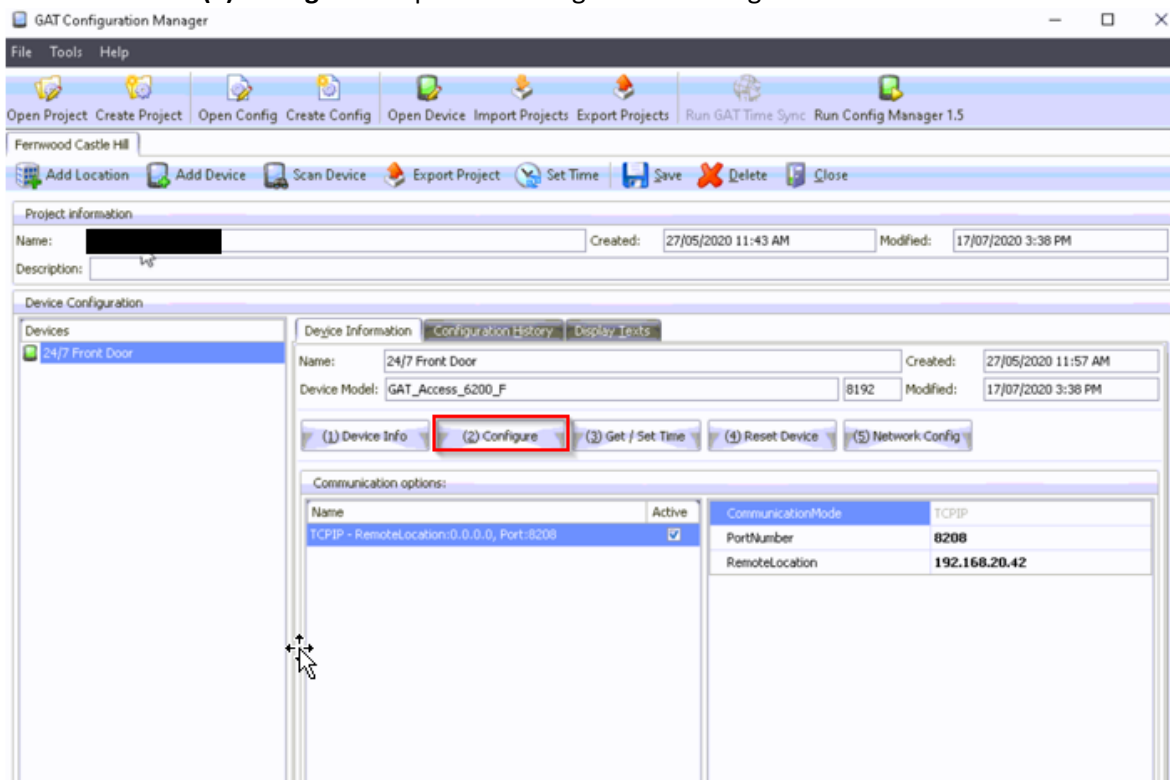 (2) Configure
GAT Configuration Manager
File Tools Help
Open Project Create Project Open Config Create Config Open Device Import Projects Export Projects Run GAT Time Sync Run Config Manager 1.5
Fernwood Castle Hill
Add Location Add Device Scan Device Export Project Set Time Save Delete Close
Project information
Name: Created: 27/05/2020 11:43 AM Modified: 17/07/2020 3:38 PM
Description:
Device Configuration
Devices Device Information Configuration History Display Texts
24/7 Front Door Name: 24/7 Front Door Created: 27/05/2020 11:57 AM
Device Model: GAT_Access_6200_F 8192 Modified: 17/07/2020 3:38 PM
(1) Device Info (2) Configure (3) Get / Set Time (4) Reset Device (5) Network Config
Communication options:
Name Active CommunicationMode TCPIP
TCPIP - RemoteLocation:0.0.0.0, Port:8208 PortNumber 8208
RemoteLocation 192.168.20.42